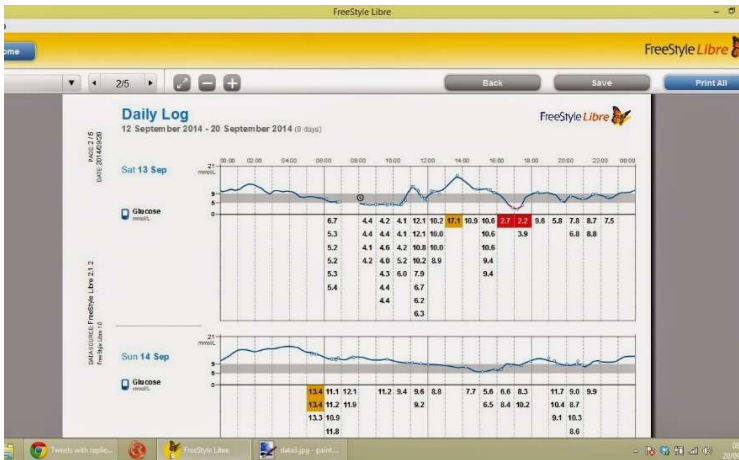 FreeStyle Libre
ome
FreeStyle Libre
2/5
Back
Save
Print All
Daily Log
12 September 2014 - 20 September 2014 (9 days)
FreeStyle Libre
PAGE: 2 / 5
DATE: 2014/09/20
DATA SOURCE: FreeStyle Libre 2.1.2
FreeStyle Libre 1.0
Sat 13 Sep
00:00 02:00 04:00 06:00 08:00 10:00 12:00 14:00 16:00 18:00 20:00 22:00 00:00
21
mmol/L
9
5
0
Glucose
mmol/L
6.7 4.4 4.2 4.1 12.1 10.2 17.1 10.9 10.6 2.7 2.2 9.6 5.8 7.8 8.7 7.5
5.3 4.4 4.4 4.1 12.1 10.0 10.6 3.9 6.8 8.8
5.2 4.1 4.6 4.2 10.8 10.0 10.6
5.2 4.2 4.0 5.2 10.2 8.9 9.4
5.3 4.3 6.0 7.9 9.4
5.4 4.4 6.7
4.4 6.2
6.3
Sun 14 Sep
21
mmol/L
9
5
0
Glucose
mmol/L
13.4 11.1 12.1 11.2 9.4 9.6 8.8 7.7 5.6 6.6 8.3 11.7 9.0 9.9
13.4 11.2 11.9 9.2 6.5 8.4 10.2 10.4 8.7
13.3 10.9 9.1 10.3
11.8 8.6
Tweets with replie...
FreeStyle Libre
data3.jpg - paint....